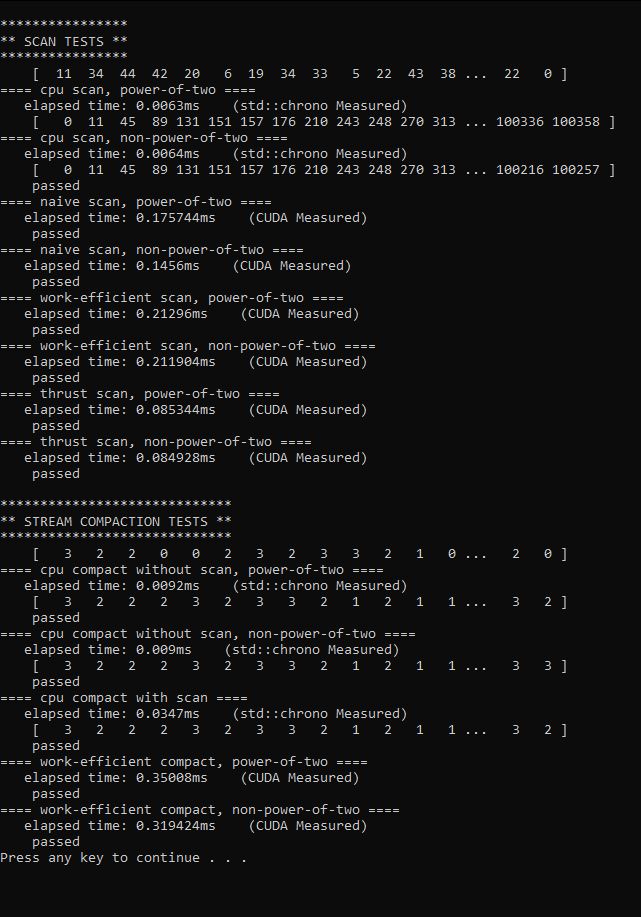 ****************
** SCAN TESTS **
****************
    [  11  34  44  42  20   6  19  34  33   5  22  43  38 ...  22   0 ]
==== cpu scan, power-of-two ====
   elapsed time: 0.0063ms    (std::chrono Measured)
    [   0  11  45  89 131 151 157 176 210 243 248 270 313 ... 100336 100358 ]
==== cpu scan, non-power-of-two ====
   elapsed time: 0.0064ms    (std::chrono Measured)
    [   0  11  45  89 131 151 157 176 210 243 248 270 313 ... 100216 100257 ]
    passed
==== naive scan, power-of-two ====
   elapsed time: 0.175744ms    (CUDA Measured)
    passed
==== naive scan, non-power-of-two ====
   elapsed time: 0.1456ms    (CUDA Measured)
    passed
==== work-efficient scan, power-of-two ====
   elapsed time: 0.21296ms    (CUDA Measured)
    passed
==== work-efficient scan, non-power-of-two ====
   elapsed time: 0.211904ms    (CUDA Measured)
    passed
==== thrust scan, power-of-two ====
   elapsed time: 0.085344ms    (CUDA Measured)
    passed
==== thrust scan, non-power-of-two ====
   elapsed time: 0.084928ms    (CUDA Measured)
    passed

*****************************
** STREAM COMPACTION TESTS **
*****************************
    [   3   2   2   0   0   2   3   2   3   3   2   1   0 ...   2   0 ]
==== cpu compact without scan, power-of-two ====
   elapsed time: 0.0092ms    (std::chrono Measured)
    [   3   2   2   2   3   2   3   3   2   1   2   1   1 ...   3   2 ]
    passed
==== cpu compact without scan, non-power-of-two ====
   elapsed time: 0.009ms    (std::chrono Measured)
    [   3   2   2   2   3   2   3   3   2   1   2   1   1 ...   3   3 ]
    passed
==== cpu compact with scan ====
   elapsed time: 0.0347ms    (std::chrono Measured)
    [   3   2   2   2   3   2   3   3   2   1   2   1   1 ...   3   2 ]
    passed
==== work-efficient compact, power-of-two ====
   elapsed time: 0.35008ms    (CUDA Measured)
    passed
==== work-efficient compact, non-power-of-two ====
   elapsed time: 0.319424ms    (CUDA Measured)
    passed
Press any key to continue . . .